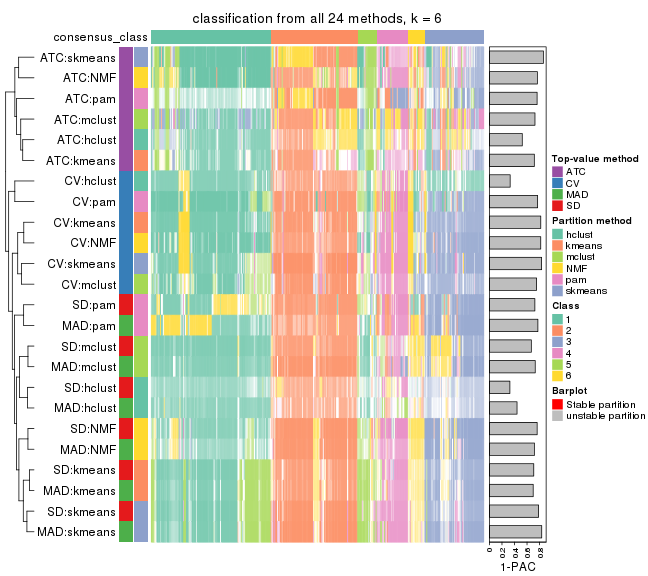 classification from all 24 methods, k = 6
consensus_class
ATC:skmeans
ATC:NMF
ATC:pam
ATC:mclust
ATC:hclust
ATC:kmeans
CV:hclust
CV:pam
CV:kmeans
CV:NMF
CV:skmeans
CV:mclust
SD:pam
MAD:pam
SD:mclust
MAD:mclust
SD:hclust
MAD:hclust
SD:NMF
MAD:NMF
SD:kmeans
MAD:kmeans
SD:skmeans
MAD:skmeans
0 0.2 0.4 0.6 0.8
1-PAC
Top-value method
ATC
CV
MAD
SD
Partition method
hclust
kmeans
mclust
NMF
pam
skmeans
Class
1
2
3
4
5
6
Barplot
Stable partition
unstable partition